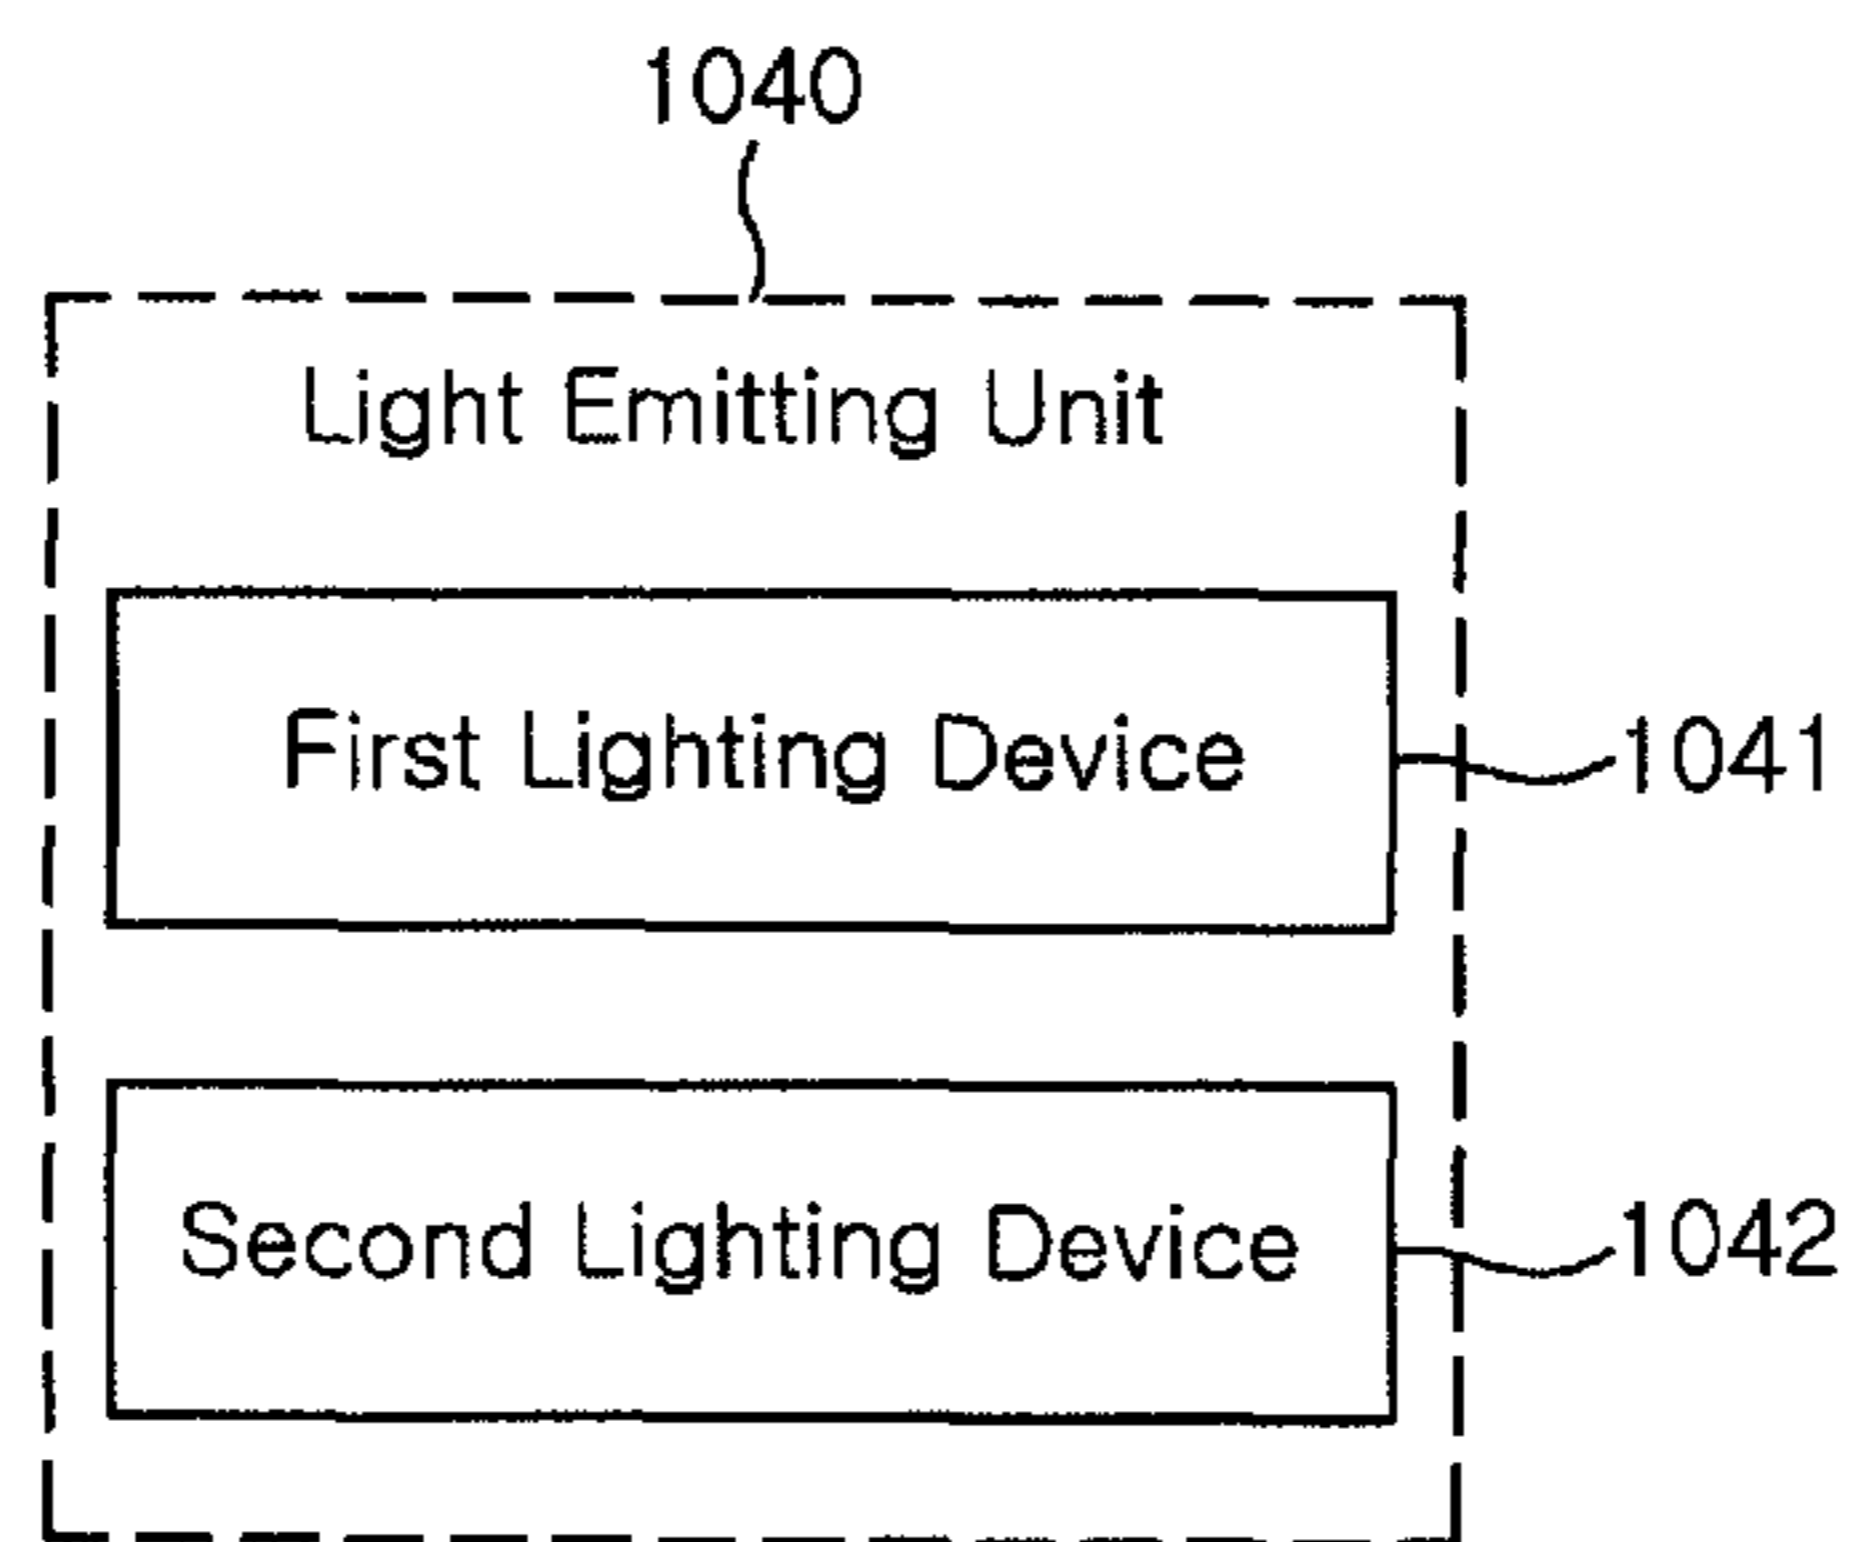 1040
Light Emitting Unit
First Lighting Device
1041
Second Lighting Device
1042